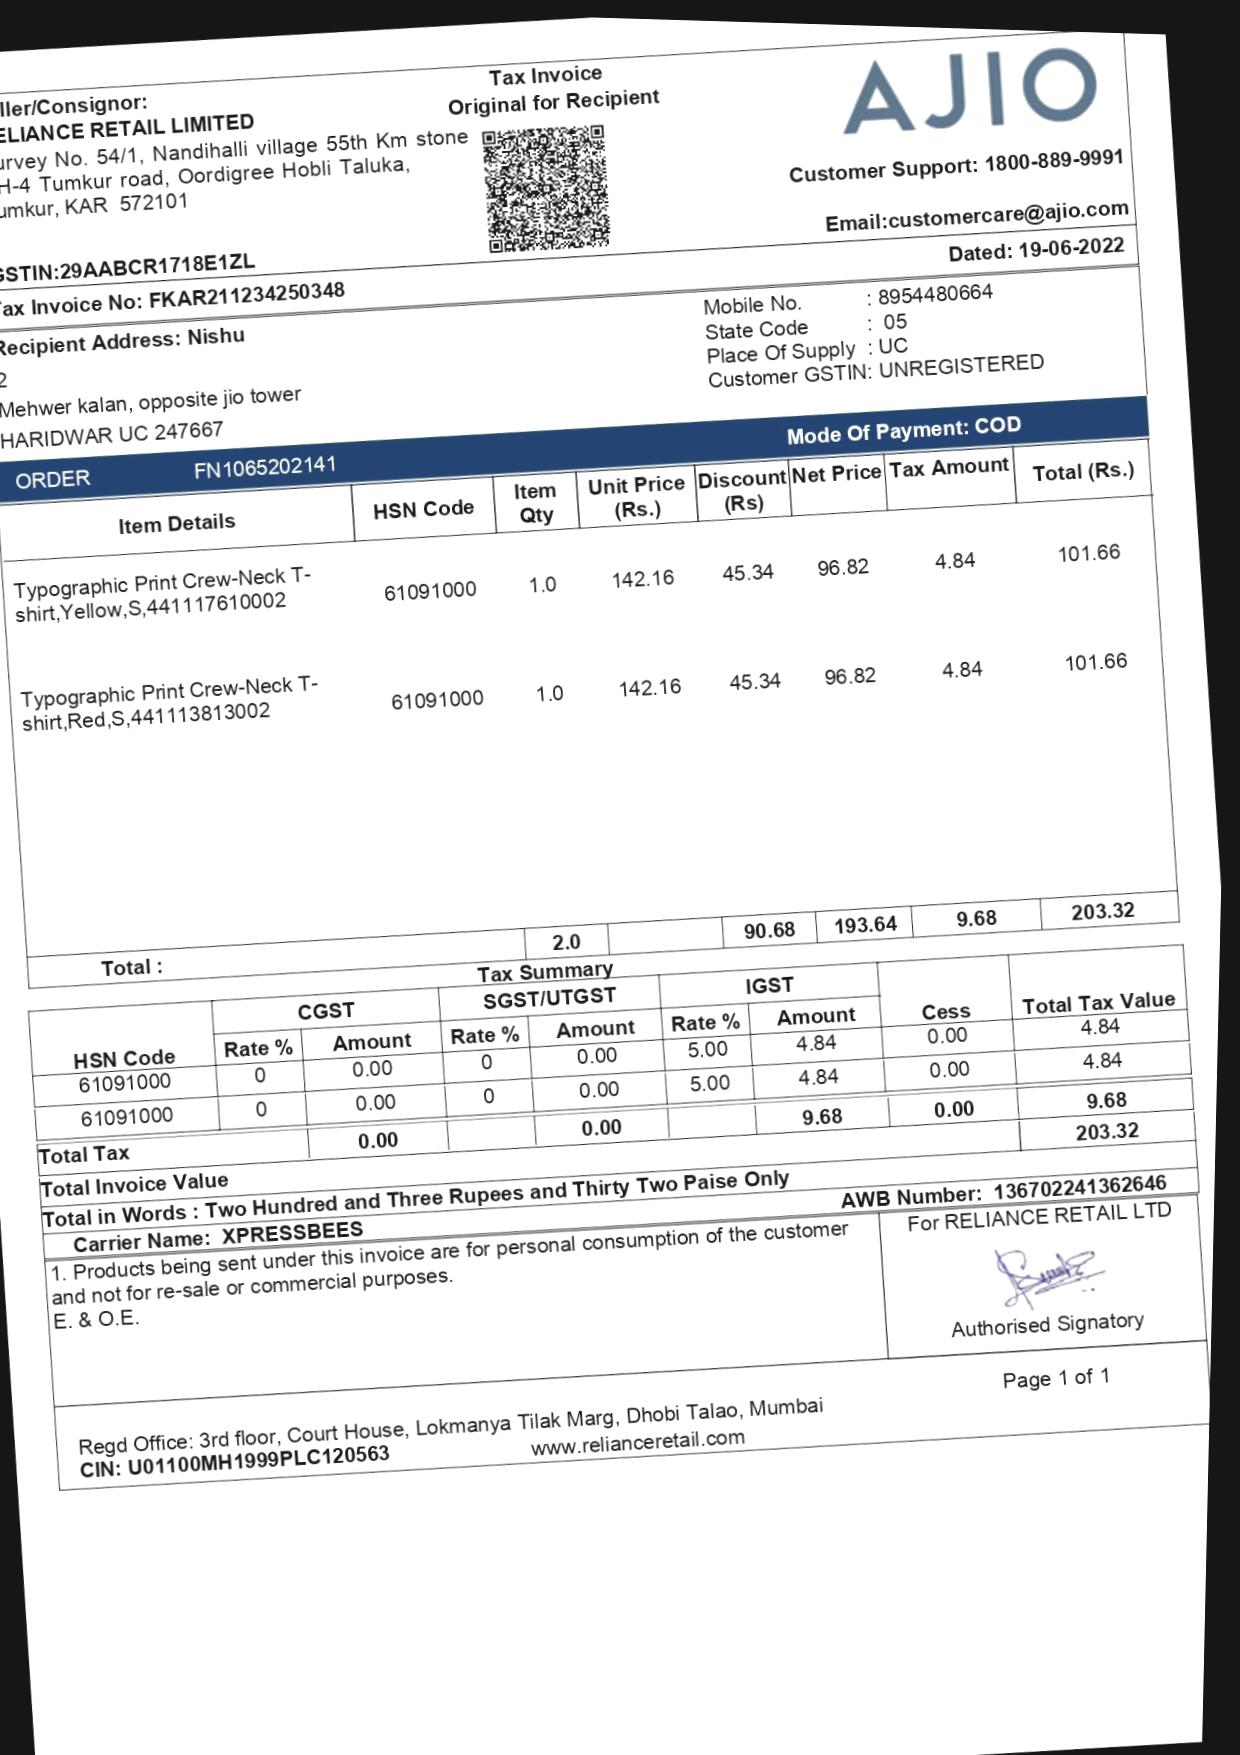 Tax Invoice
Original for Recipient
AJIO
Customer Support: 1800-889-9991
Email:customercare@ajio.com
ller/Consignor:
ELIANCE RETAIL LIMITED
urvey No. 54/1, Nandihalli village 55th Km stone
H-4 Tumkur road, Oordigree Hobli Taluka,
umkur, KAR 572101
GSTIN:29AABCR1718E1ZL
Dated: 19-06-2022
Tax Invoice No: FKAR211234250348
Recipient Address: Nishu
2
Mehwer kalan, opposite jio tower
HARIDWAR UC 247667
Mobile No. : 8954480664
State Code : 05
Place Of Supply : UC
Customer GSTIN: UNREGISTERED
ORDER FN1065202141 Mode Of Payment: COD
Item Details HSN Code Item Qty Unit Price (Rs.) Discount (Rs) Net Price Tax Amount Total (Rs.)
Typographic Print Crew-Neck T-
shirt,Yellow,S,441117610002 61091000 1.0 142.16 45.34 96.82 4.84 101.66
Typographic Print Crew-Neck T-
shirt,Red,S,441113813002 61091000 1.0 142.16 45.34 96.82 4.84 101.66
Total : 2.0 90.68 193.64 9.68 203.32
Tax Summary
CGST SGST/UTGST IGST
HSN Code Rate % Amount Rate % Amount Rate % Amount Cess Total Tax Value
61091000 0 0.00 0 0.00 5.00 4.84 0.00 4.84
61091000 0 0.00 0 0.00 5.00 4.84 0.00 4.84
Total Tax 0.00 0.00 9.68 0.00 9.68
Total Invoice Value 203.32
Total in Words : Two Hundred and Three Rupees and Thirty Two Paise Only
Carrier Name: XPRESSBEES AWB Number: 136702241362646
1. Products being sent under this invoice are for personal consumption of the customer
and not for re-sale or commercial purposes.
E. & O.E.
For RELIANCE RETAIL LTD
Authorised Signatory
Page 1 of 1
Regd Office: 3rd floor, Court House, Lokmanya Tilak Marg, Dhobi Talao, Mumbai
CIN: U01100MH1999PLC120563 www.relianceretail.com